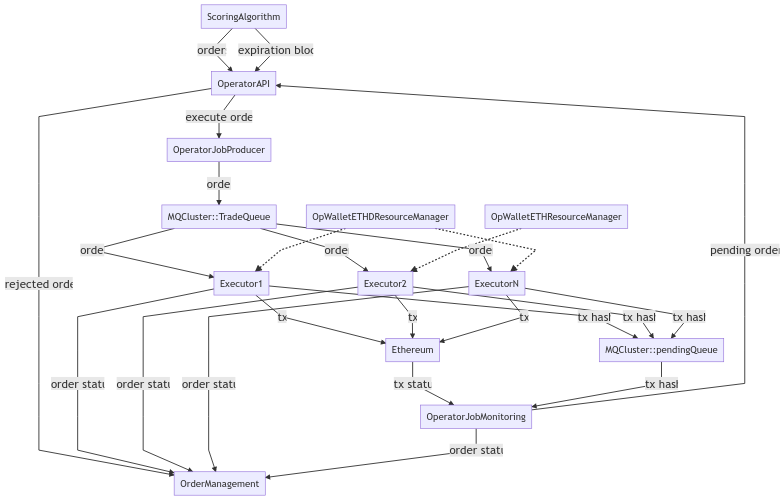 ScoringAlgorithm
order
expiration bloc
OperatorAPI
execute orde
OperatorJobProducer
orde
MQCluster::TradeQueue
OpWalletETHDResourceManager
OpWalletETHResourceManager
orde
orde
orde
pending order
rejected orde
Executor1
Executor2
ExecutorN
tx
tx
tx
tx hasl
tx hasl
tx hasl
Ethereum
MQCluster::pendingQueue
order statu
order statu
order statu
tx statu
tx hasl
OperatorJobMonitoring
order statu
OrderManagement